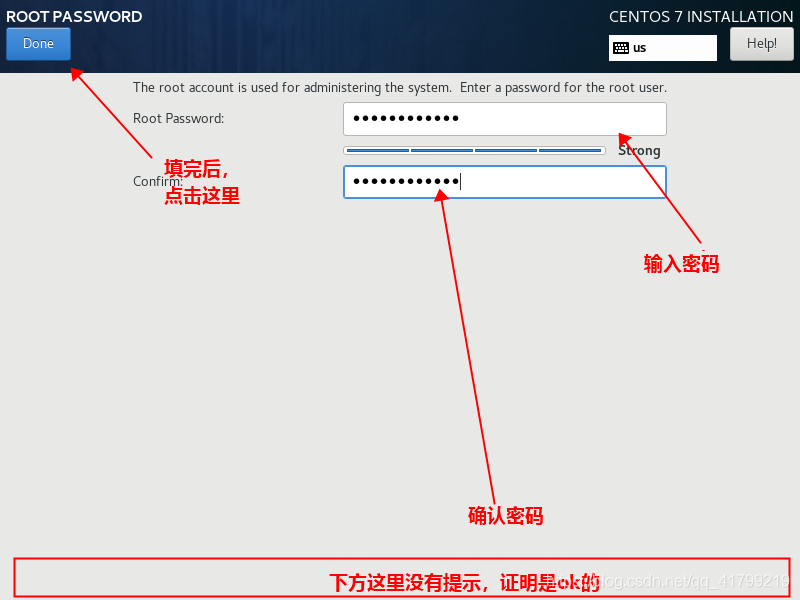 ROOT PASSWORD
CENTOS 7 INSTALLATION
Done
us
Help!
The root account is used for administering the system. Enter a password for the root user.
Root Password:
••••••••••••
Strong
填完后，
点击这里
Confirm:
••••••••••••
输入密码
确认密码
下方这里没有提示，证明是ok的
https://blog.csdn.net/qq_41799219